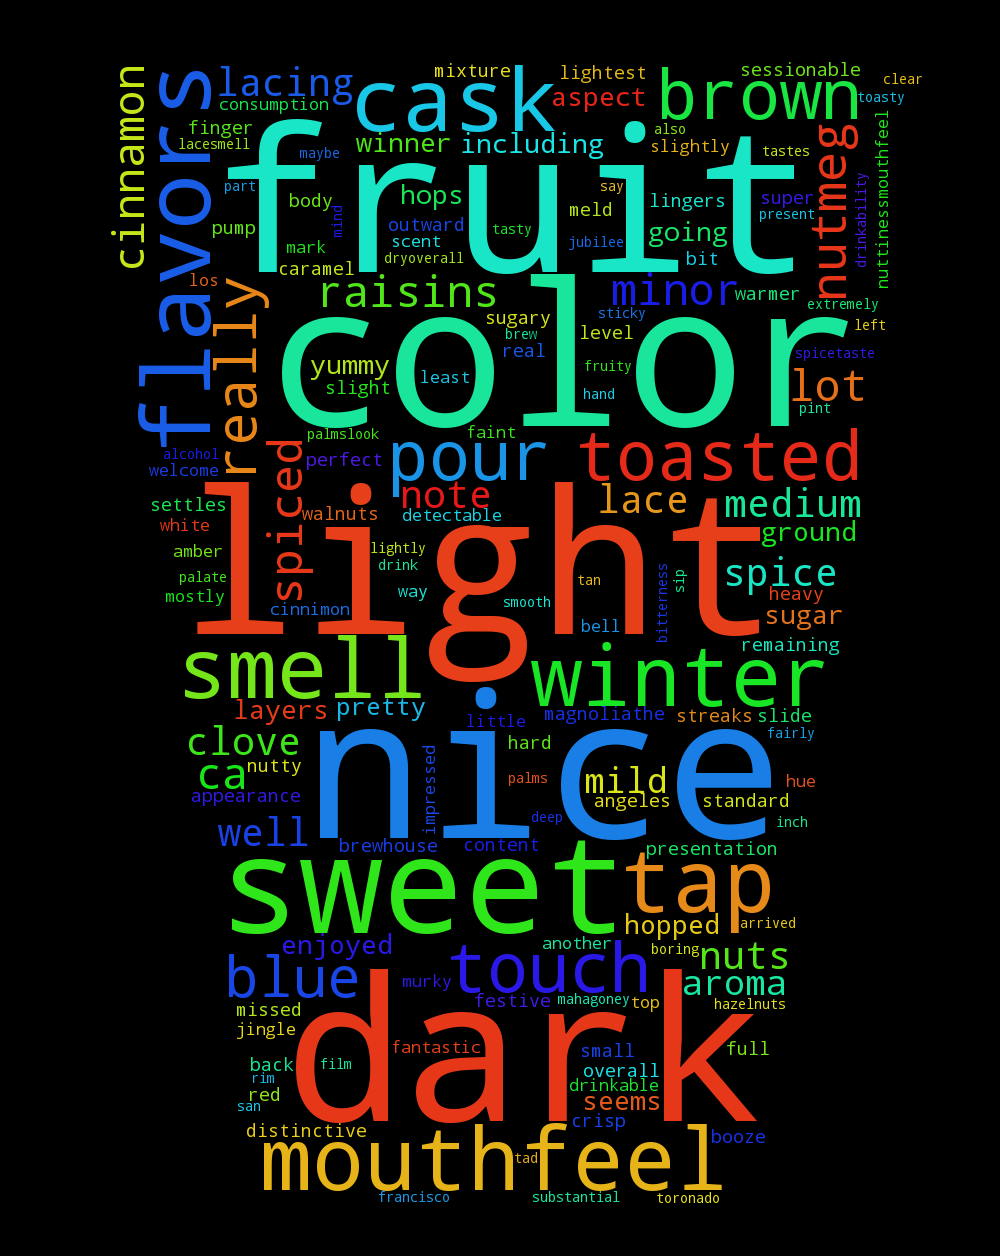 mixture
lightest
sessionable
clear
cinnamon
flavors
lacing
cask
aspect
brown
toasty
consumption
finger
lacesmell
maybe
winner
including
also
slightly
tastes
nutmeg
nuttinessmouthfeel
fruit
part
body
mind
hops
say
meld
lingers
super
drinkability
present
pump
outward
tasty
going
mark
scent
jubilee
dryoverall
bit
caramel
los
really
raisins
minor
warmer
extremely
sugary
sticky
left
color
brew
level
real
spicetaste
yummy
fruity
least
slight
hand
lot
pint
palmslook
faint
alcohol
welcome
perfect
pour
toasted
spiced
note
lace
medium
settles
walnuts
detectable
white
ground
light
amber
lightly
drink
palate
tan
bitterness
sip
spice
mostly
way
heavy
cinnimon
smooth
sugar
bell
smell
winter
remaining
layers
pretty
little
magnoliathe
streaks
slide
fairly
clove
nutty
hard
nice
ca
impressed
palms
mild
hue
appearance
angeles
standard
deep
inch
well
brewhouse
content
presentation
sweet
tap
hopped
arrived
enjoyed
another
boring
nuts
blue
touch
murky
aroma
festive
mahagoney
top
hazelnuts
missed
jingle
dark
fantastic
small
full
back
film
overall
rim
drinkable
red
seems
san
crisp
distinctive
booze
mouthfeel
tad
francisco
substantial
toronado